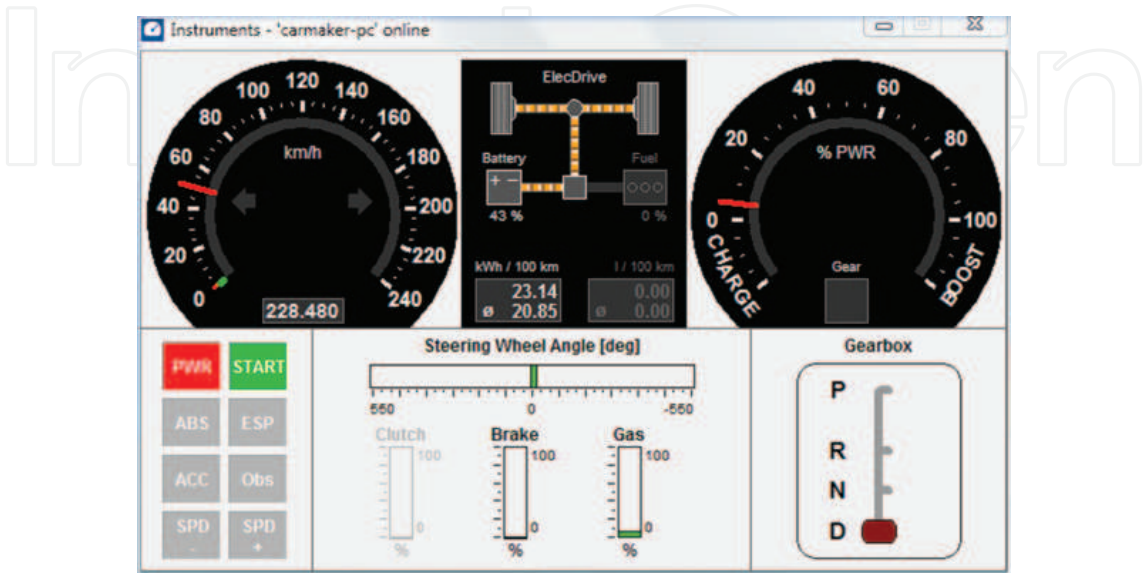 Instruments - 'carmaker-pc' online
0
20
40
60
80
100
120
140
160
180
200
220
240
km/h
228.480
ElecDrive
Battery
Fuel
+ -
43 %
0 %
kWh / 100 km
l / 100 km
23.14
0.00
ø 20.85
ø 0.00
CHARGE
0
20
40
60
80
100
BOOST
% PWR
Gear
PWR
START
ABS
ESP
ACC
Obs
SPD
-
SPD
+
Steering Wheel Angle [deg]
550
0
-550
Clutch
Brake
Gas
100
100
100
0
0
0
%
%
%
Gearbox
P
R
N
D